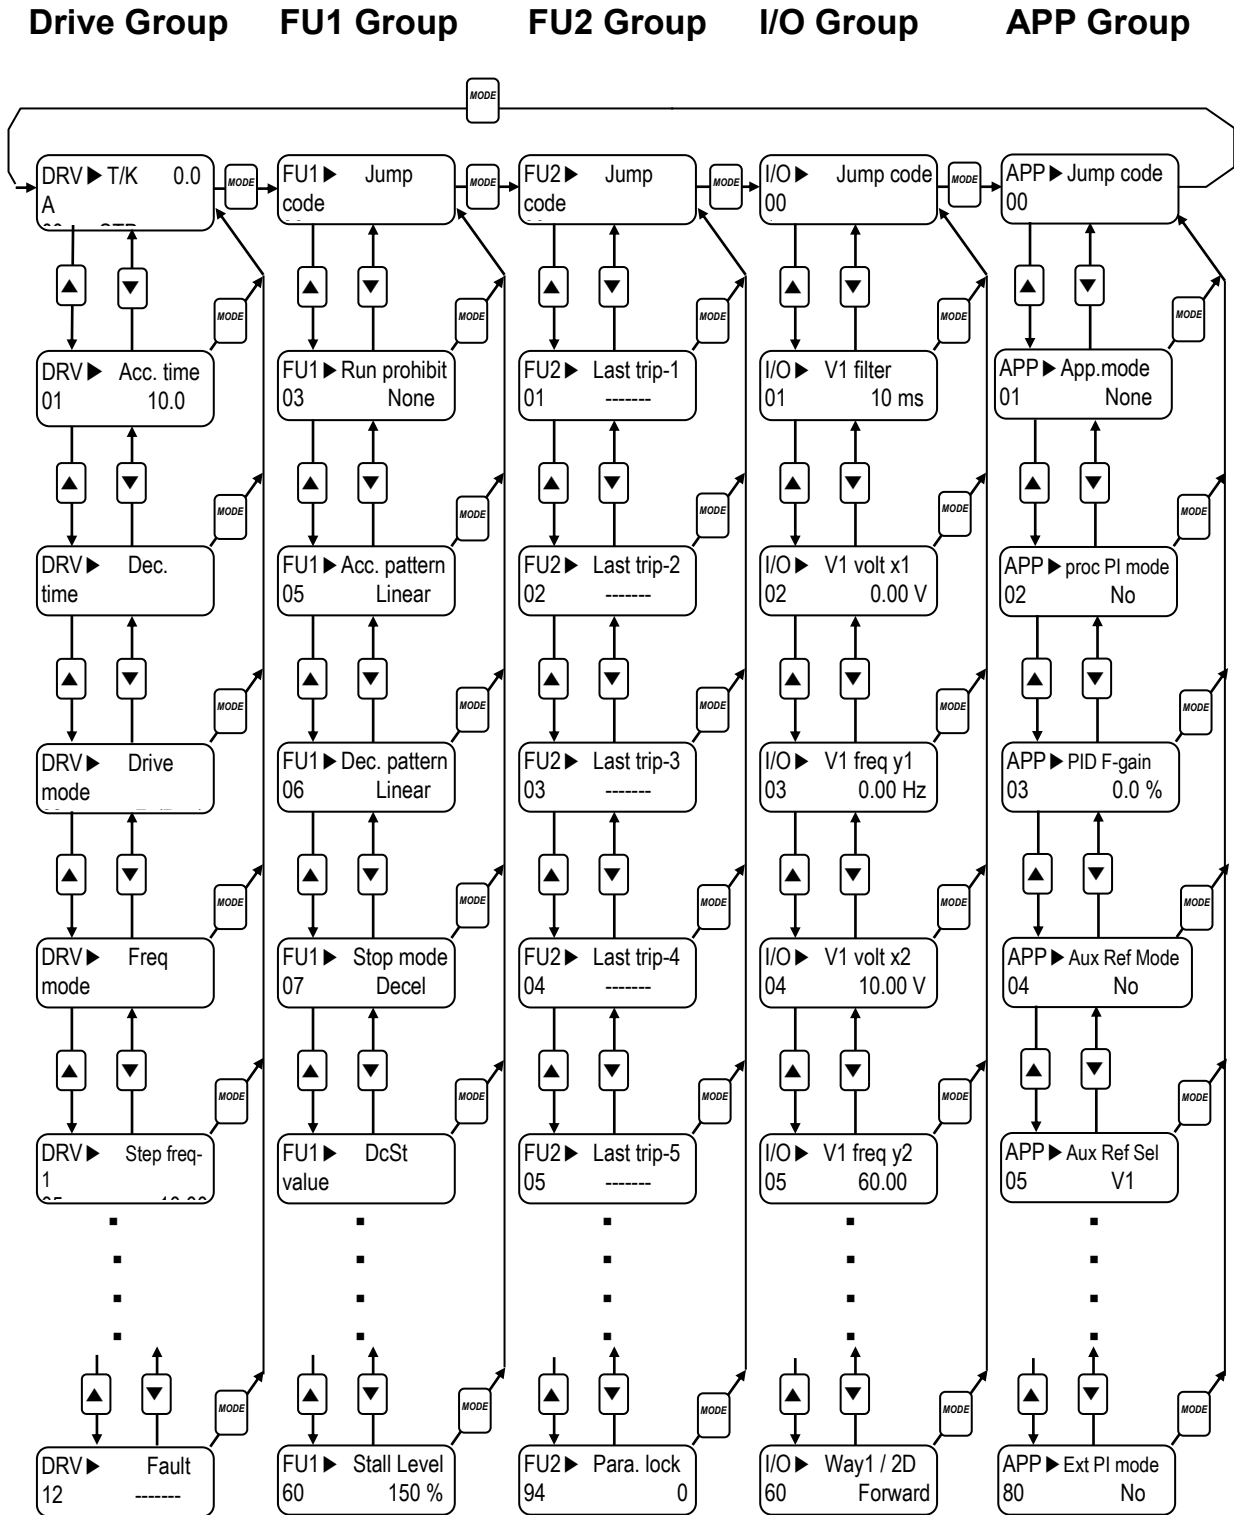 Drive Group FU1 Group FU2 Group I/O Group APP Group
MODE
DRV▶ T/K 0.0
A
MODE
FU1▶ Jump
code
MODE
FU2▶ Jump
code
MODE
I/O▶ Jump code
00
MODE
APP▶ Jump code
00
▲ ▼ MODE
▲ ▼ MODE
▲ ▼ MODE
▲ ▼ MODE
▲ ▼ MODE
DRV▶ Acc. time
01 10.0
FU1▶ Run prohibit
03 None
FU2▶ Last trip-1
01 -------
I/O▶ V1 filter
01 10 ms
APP▶ App.mode
01 None
▲ ▼ MODE
▲ ▼ MODE
▲ ▼ MODE
▲ ▼ MODE
▲ ▼ MODE
DRV▶ Dec.
time
FU1▶ Acc. pattern
05 Linear
FU2▶ Last trip-2
02 -------
I/O▶ V1 volt x1
02 0.00 V
APP▶ proc PI mode
02 No
▲ ▼ MODE
▲ ▼ MODE
▲ ▼ MODE
▲ ▼ MODE
▲ ▼ MODE
DRV▶ Drive
mode
FU1▶ Dec. pattern
06 Linear
FU2▶ Last trip-3
03 -------
I/O▶ V1 freq y1
03 0.00 Hz
APP▶ PID F-gain
03 0.0 %
▲ ▼ MODE
▲ ▼ MODE
▲ ▼ MODE
▲ ▼ MODE
▲ ▼ MODE
DRV▶ Freq
mode
FU1▶ Stop mode
07 Decel
FU2▶ Last trip-4
04 -------
I/O▶ V1 volt x2
04 10.00 V
APP▶ Aux Ref Mode
04 No
▲ ▼ MODE
▲ ▼ MODE
▲ ▼ MODE
▲ ▼ MODE
▲ ▼ MODE
DRV▶ Step freq-
1
FU1▶ DcSt
value
FU2▶ Last trip-5
05 -------
I/O▶ V1 freq y2
05 60.00
APP▶ Aux Ref Sel
05 V1
▲ ▼ MODE
▲ ▼ MODE
▲ ▼ MODE
▲ ▼ MODE
▲ ▼ MODE
DRV▶ Fault
12 -------
FU1▶ Stall Level
60 150 %
FU2▶ Para. lock
94 0
I/O▶ Way1 / 2D
60 Forward
APP▶ Ext PI mode
80 No